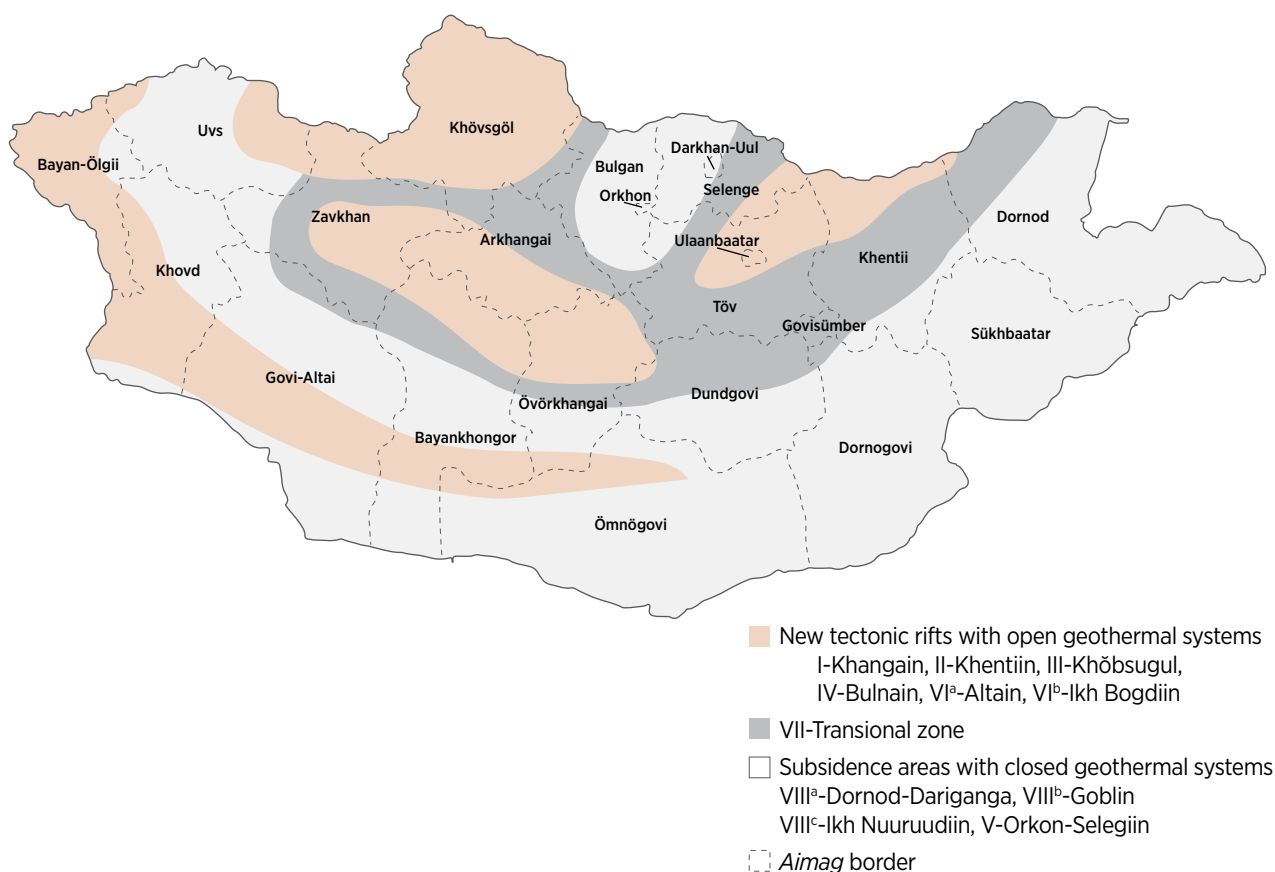 Khövsgöl
Uvs
Darkhan-Uul
Bayan-Ölgii
Bulgan
Selenge
Orkhon
Zavkhan
Dornod
Arkhangai
Ulaanbaatar
Khentii
Khovd
Töv
Govisümber
Sükhbaatar
Govi-Altai
Dundgovi
Övörkhangai
Bayankhongor
Dornogovi
Ömnögovi
New tectonic rifts with open geothermal systems
I-Khangain, II-Khentiin, III-Khŏbsugul,
IV-Bulnain, VIᵃ-Altain, VIᵇ-Ikh Bogdiin
VII-Transional zone
Subsidence areas with closed geothermal systems
VIIIᵃ-Dornod-Dariganga, VIIIᵇ-Goblin
VIIIᶜ-Ikh Nuuruudiin, V-Orkon-Selegiin
Aimag border